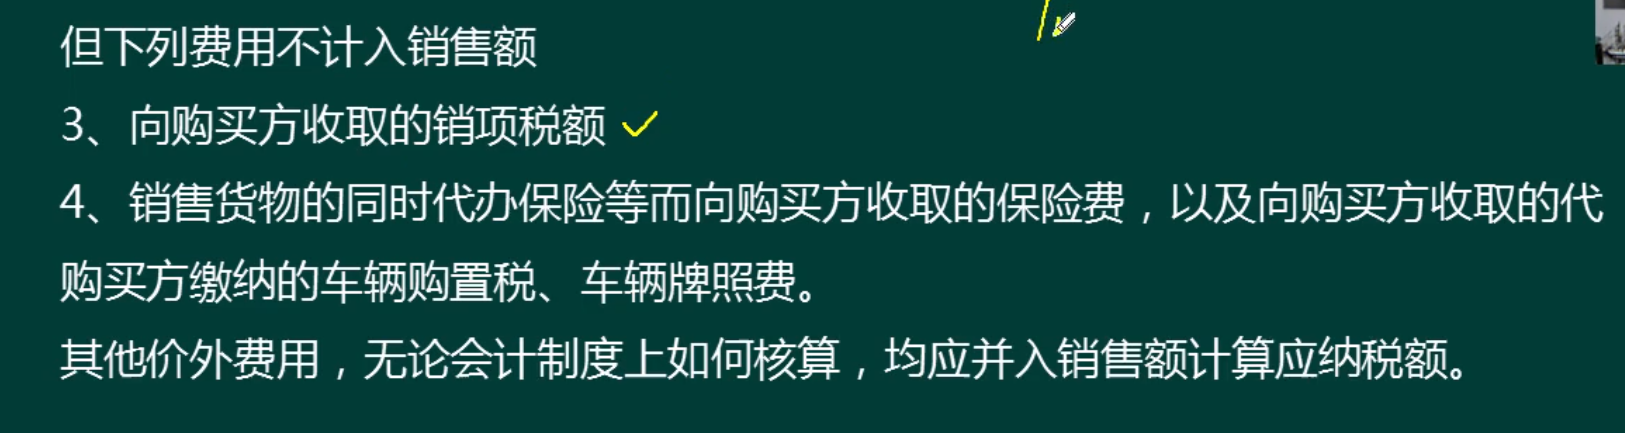 但下列费用不计入销售额
3、向购买方收取的销项税额
4、销售货物的同时代办保险等而向购买方收取的保险费，以及向购买方收取的代
购买方缴纳的车辆购置税、车辆牌照费。
其他价外费用，无论会计制度上如何核算，均应并入销售额计算应纳税额。